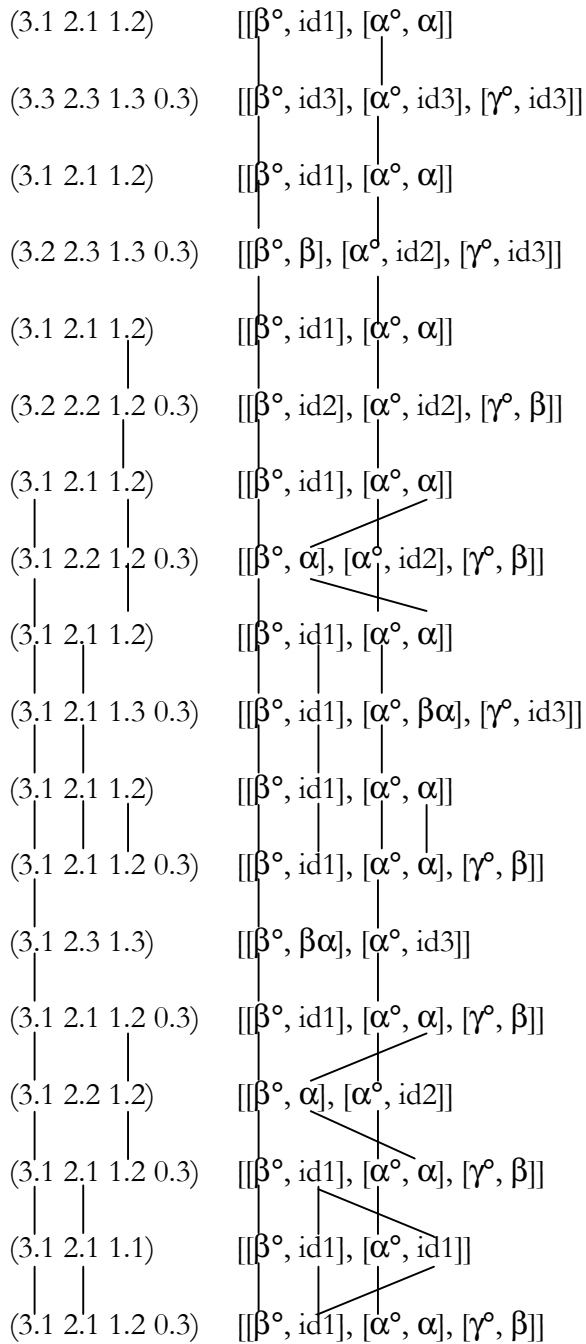 (3.1 2.1 1.2) [[β°, id1], [α°, α]]
(3.3 2.3 1.3 0.3) [[β°, id3], [α°, id3], [γ°, id3]]
(3.1 2.1 1.2) [[β°, id1], [α°, α]]
(3.2 2.3 1.3 0.3) [[β°, β], [α°, id2], [γ°, id3]]
(3.1 2.1 1.2) [[β°, id1], [α°, α]]
(3.2 2.2 1.2 0.3) [[β°, id2], [α°, id2], [γ°, β]]
(3.1 2.1 1.2) [[β°, id1], [α°, α]]
(3.1 2.2 1.2 0.3) [[β°, α], [α°, id2], [γ°, β]]
(3.1 2.1 1.2) [[β°, id1], [α°, α]]
(3.1 2.1 1.3 0.3) [[β°, id1], [α°, βα], [γ°, id3]]
(3.1 2.1 1.2) [[β°, id1], [α°, α]]
(3.1 2.1 1.2 0.3) [[β°, id1], [α°, α], [γ°, β]]
(3.1 2.3 1.3) [[β°, βα], [α°, id3]]
(3.1 2.1 1.2 0.3) [[β°, id1], [α°, α], [γ°, β]]
(3.1 2.2 1.2) [[β°, α], [α°, id2]]
(3.1 2.1 1.2 0.3) [[β°, id1], [α°, α], [γ°, β]]
(3.1 2.1 1.1) [[β°, id1], [α°, id1]]
(3.1 2.1 1.2 0.3) [[β°, id1], [α°, α], [γ°, β]]